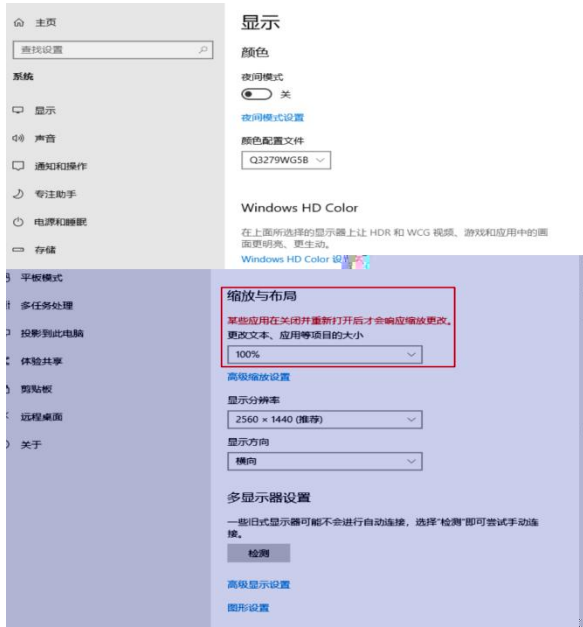 主页
查找设置
系统
显示
声音
通知和操作
专注助手
电源和睡眠
存储
平板模式
多任务处理
投影到此电脑
体验共享
剪贴板
远程桌面
关于
显示
颜色
夜间模式
关
夜间模式设置
颜色配置文件
Q3279WG5B
Windows HD Color
在上面所选择的显示器上让 HDR 和 WCG 视频、游戏和应用中的画
面更明亮、更生动。
Windows HD Color 设
缩放与布局
某些应用在关闭并重新打开后才会响应缩放更改。
更改文本、应用等项目的大小
100%
高级缩放设置
显示分辨率
2560 × 1440 (推荐)
显示方向
横向
多显示器设置
一些旧式显示器可能不会进行自动连接，选择"检测"即可尝试手动连
接。
检测
高级显示设置
图形设置